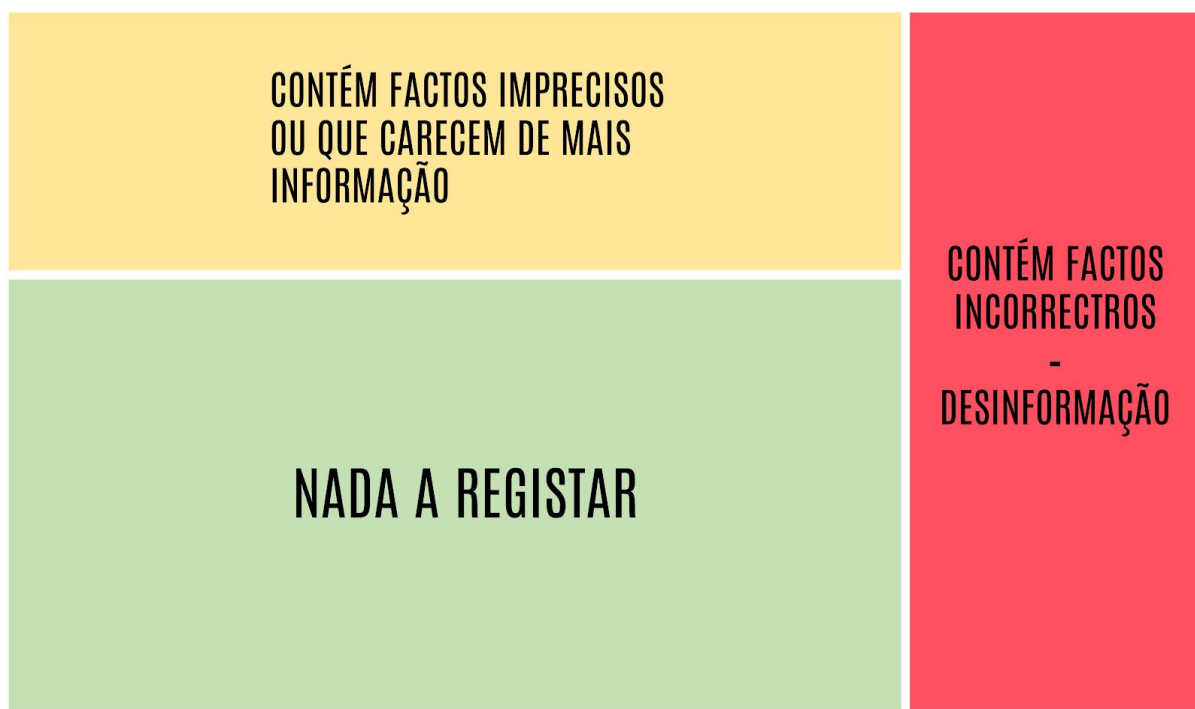 CONTÉM FACTOS IMPRECISOS
OU QUE CARECEM DE MAIS
INFORMAÇÃO
NADA A REGISTAR
CONTÉM FACTOS
INCORRECTROS
-
DESINFORMAÇÃO